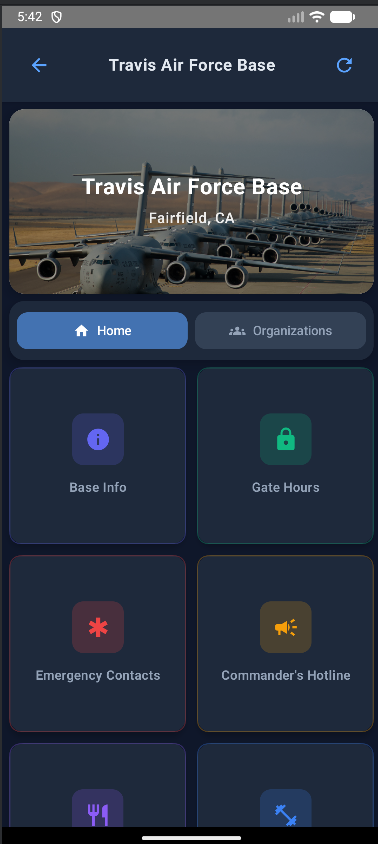 5:42
Travis Air Force Base
Travis Air Force Base
Fairfield, CA
Home
Organizations
Base Info
Gate Hours
Emergency Contacts
Commander's Hotline